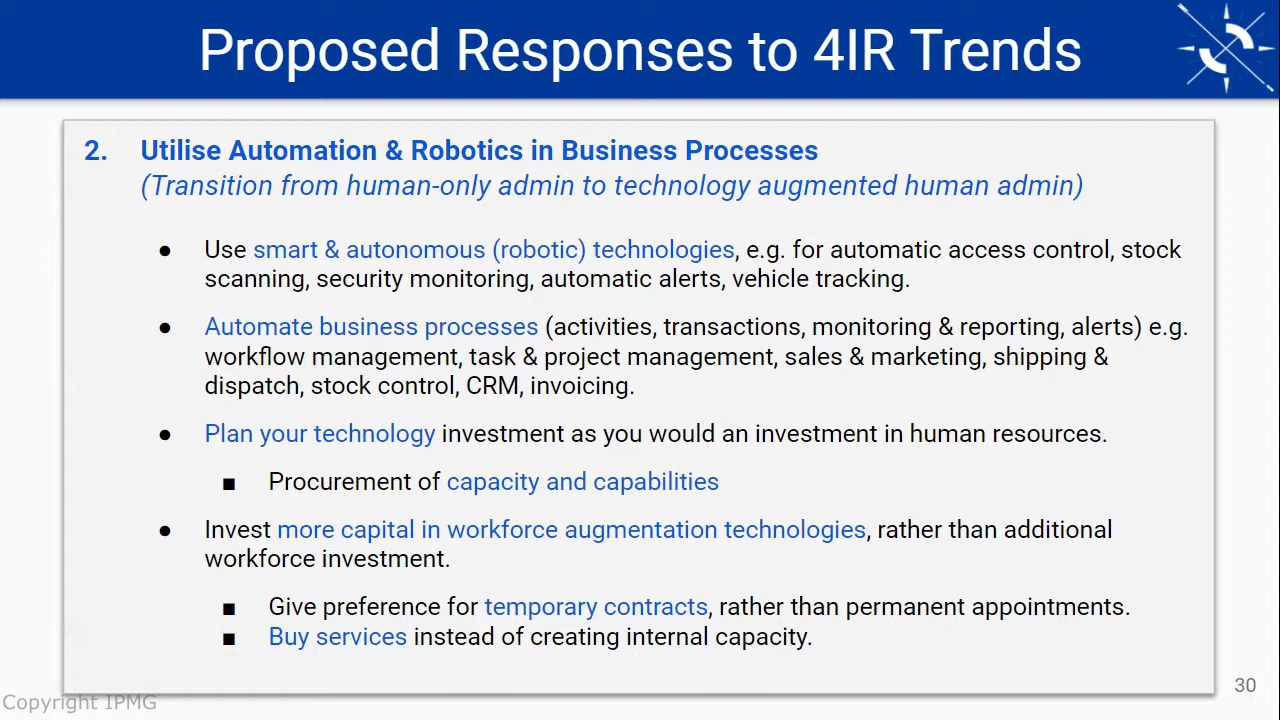 Proposed Responses to 4IR Trends
2. Utilise Automation & Robotics in Business Processes
(Transition from human-only admin to technology augmented human admin)
● Use smart & autonomous (robotic) technologies, e.g. for automatic access control, stock
scanning, security monitoring, automatic alerts, vehicle tracking.
● Automate business processes (activities, transactions, monitoring & reporting, alerts) e.g.
workflow management, task & project management, sales & marketing, shipping &
dispatch, stock control, CRM, invoicing.
● Plan your technology investment as you would an investment in human resources.
■ Procurement of capacity and capabilities
● Invest more capital in workforce augmentation technologies, rather than additional
workforce investment.
■ Give preference for temporary contracts, rather than permanent appointments.
■ Buy services instead of creating internal capacity.
30
Copyright IPMG